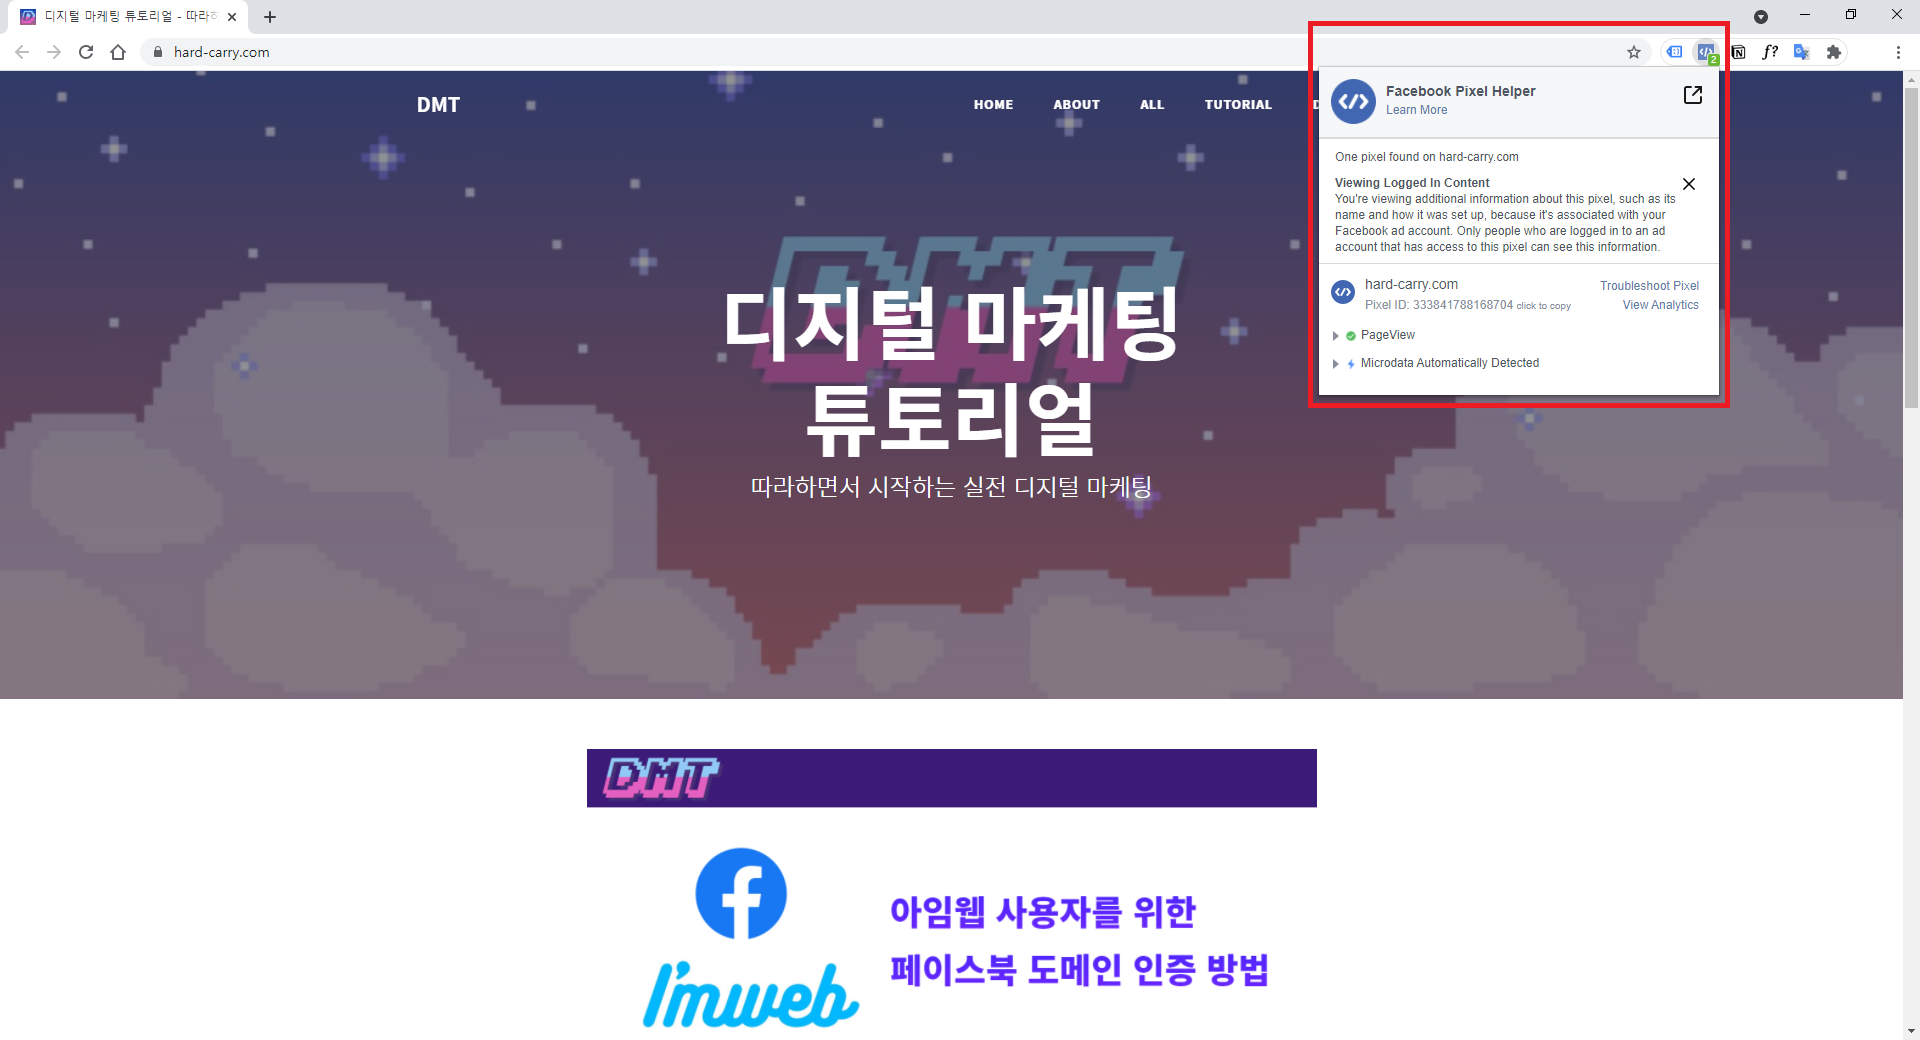 디지털 마케팅 튜토리얼 - 따라
hard-carry.com
2
DMT
HOME ABOUT ALL TUTORIAL
Facebook Pixel Helper
Learn More
One pixel found on hard-carry.com
Viewing Logged In Content
You're viewing additional information about this pixel, such as its
name and how it was set up, because it's associated with your
Facebook ad account. Only people who are logged in to an ad
account that has access to this pixel can see this information.
hard-carry.com
Troubleshoot Pixel
Pixel ID: 333841788168704 click to copy
View Analytics
PageView
Microdata Automatically Detected
DMT
디지털 마케팅
튜토리얼
따라하면서 시작하는 실전 디지털 마케팅
DMT
I'mweb
아임웹 사용자를 위한
페이스북 도메인 인증 방법